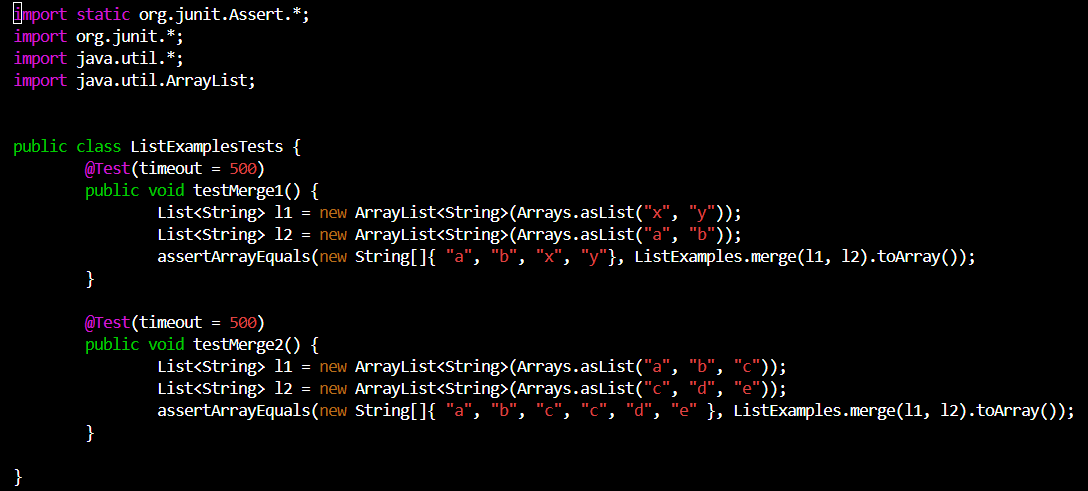 import static org.junit.Assert.*;
import org.junit.*;
import java.util.*;
import java.util.ArrayList;
public class ListExamplesTests {
@Test(timeout = 500)
public void testMerge1() {
List<String> l1 = new ArrayList<String>(Arrays.asList("x", "y"));
List<String> l2 = new ArrayList<String>(Arrays.asList("a", "b"));
assertArrayEquals(new String[]{ "a", "b", "x", "y"}, ListExamples.merge(l1, l2).toArray());
}
@Test(timeout = 500)
public void testMerge2() {
List<String> l1 = new ArrayList<String>(Arrays.asList("a", "b", "c"));
List<String> l2 = new ArrayList<String>(Arrays.asList("c", "d", "e"));
assertArrayEquals(new String[]{ "a", "b", "c", "c", "d", "e" }, ListExamples.merge(l1, l2).toArray());
}
}